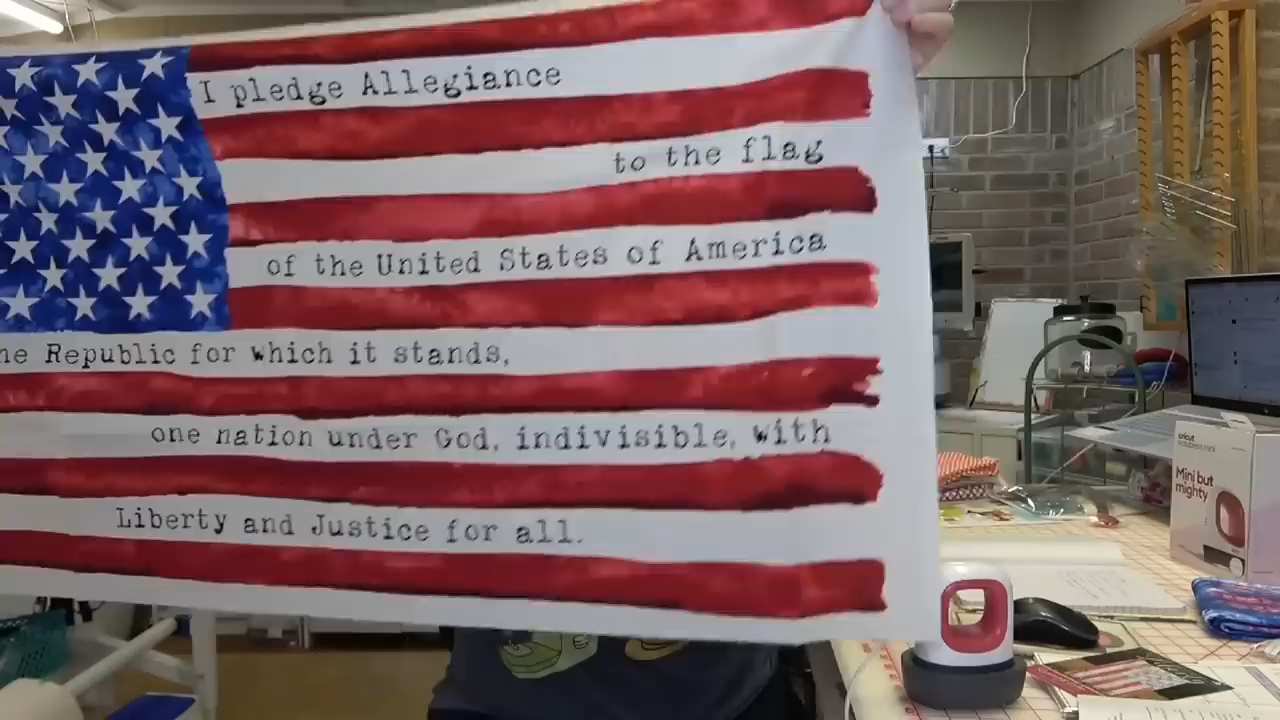 I pledge Allegiance
to the flag
of the United States of America
he Republic for which it stands,
one nation under God, indivisible, with
Liberty and Justice for all.
cricut
Mini but
mighty